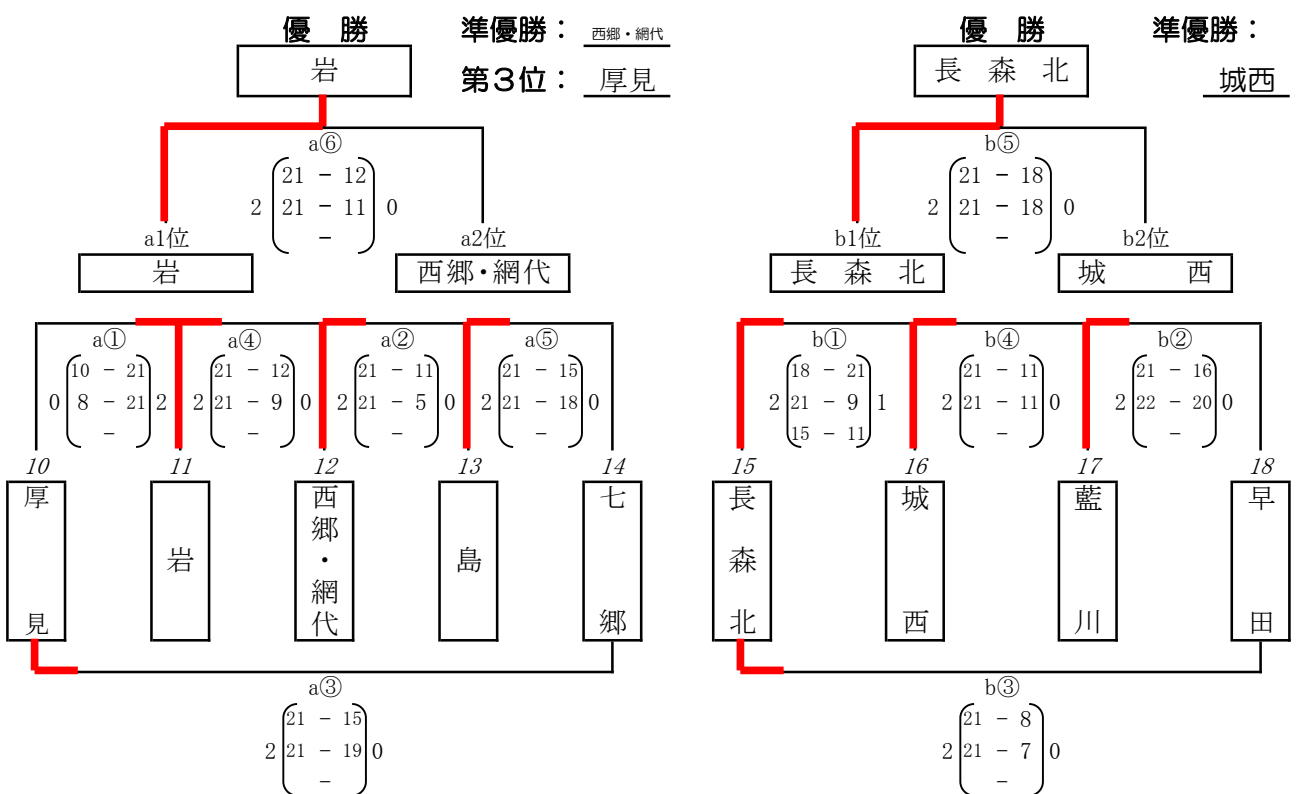 優　勝　準優勝： 西郷・網代
岩
第３位： 厚見
a⑥
21 － 12
2 21 － 11 0
－
a1位　a2位
岩　西郷・網代
a①　a④　a②　a⑤
10 － 21　21 － 12　21 － 11　21 － 15
0 8 － 21 2　2 21 － 9 0　2 21 － 5 0　2 21 － 18 0
－　－　－　－
10　11　12　13　14
厚見　岩　西郷・網代　島　七郷
a③
21 － 15
2 21 － 19 0
－
優　勝　準優勝：
長森北　城西
b⑤
21 － 18
2 21 － 18 0
－
b1位　b2位
長森北　城西
b①　b④　b②
18 － 21　21 － 11　21 － 16
2 21 － 9 1　2 21 － 11 0　2 22 － 20 0
15 － 11　－　－
15　16　17　18
長森北　城西　藍川　早田
b③
21 － 8
2 21 － 7 0
－